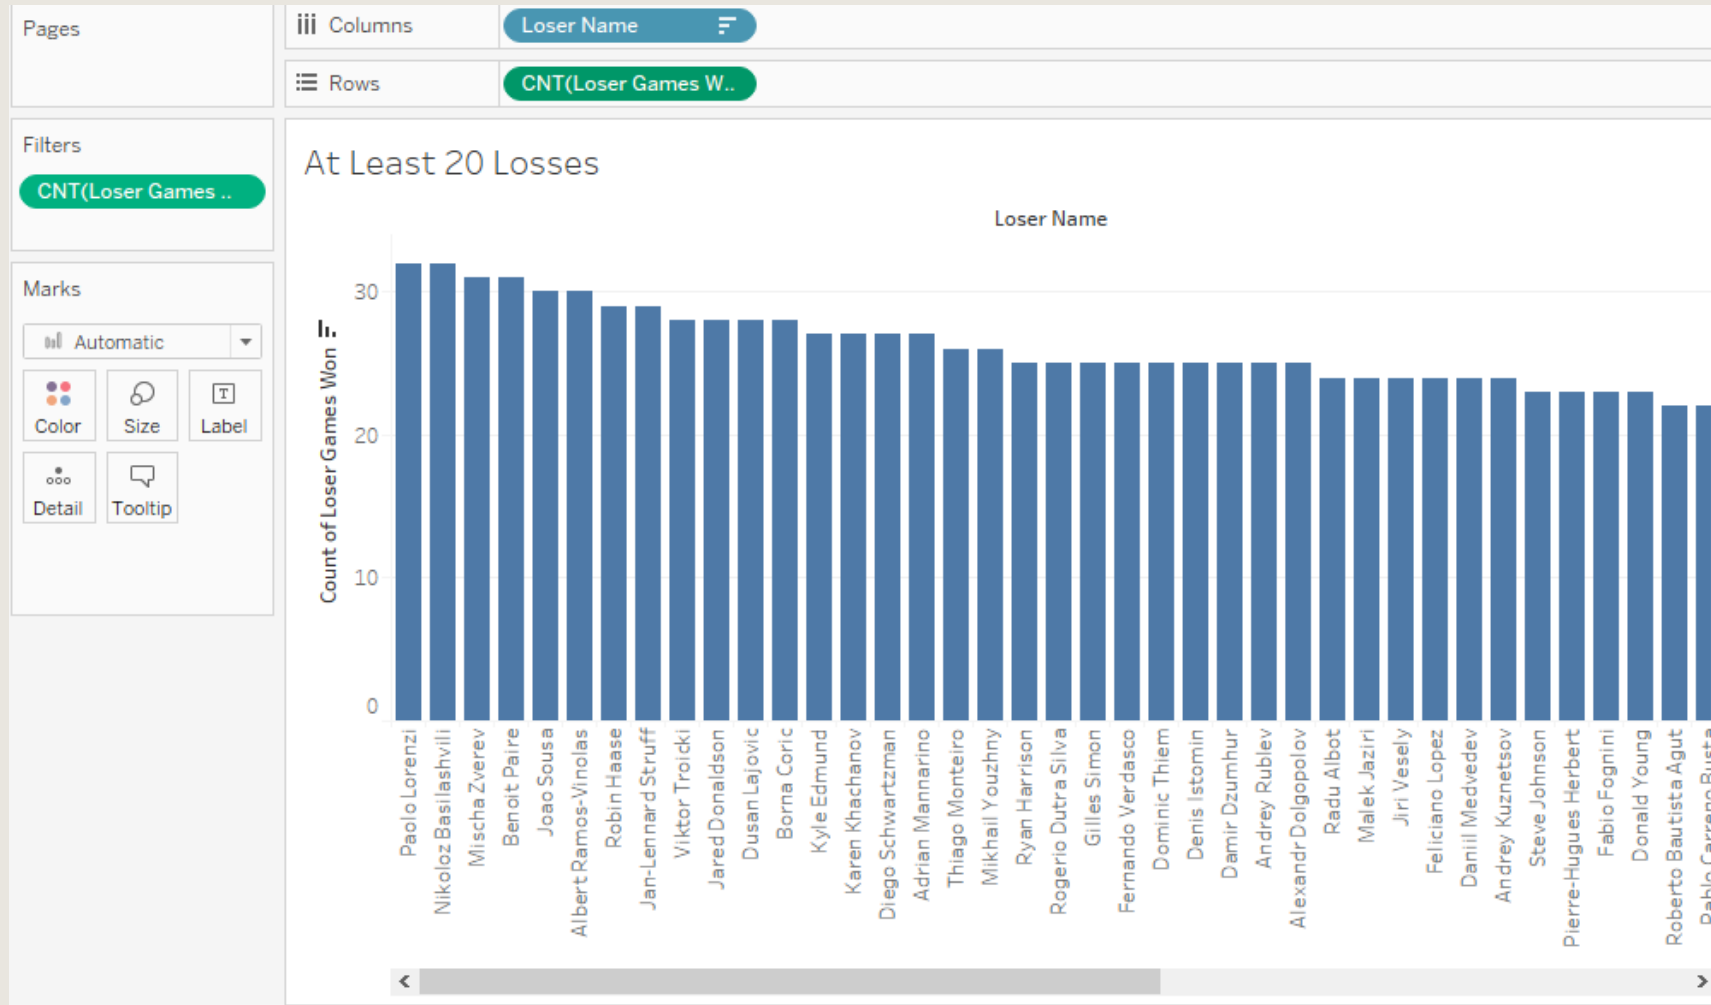 Pages
Columns
Loser Name
Rows
CNT(Loser Games W..
Filters
CNT(Loser Games ..
Marks
Automatic
Color
Size
Label
Detail
Tooltip
At Least 20 Losses
Loser Name
Count of Loser Games Won
30
20
10
0
Paolo Lorenzi
Nikoloz Basilashvili
Mischa Zverev
Benoit Paire
Joao Sousa
Albert Ramos-Vinolas
Robin Haase
Jan-Lennard Struff
Viktor Troicki
Jared Donaldson
Dusan Lajovic
Borna Coric
Kyle Edmund
Karen Khachanov
Diego Schwartzman
Adrian Mannarino
Thiago Monteiro
Mikhail Youzhny
Ryan Harrison
Rogerio Dutra Silva
Gilles Simon
Fernando Verdasco
Dominic Thiem
Denis Istomin
Damir Dzumhur
Andrey Rublev
Alexandr Dolgopolov
Radu Albot
Malek Jaziri
Jiri Vesely
Feliciano Lopez
Daniil Medvedev
Andrey Kuznetsov
Steve Johnson
Pierre-Hugues Herbert
Fabio Fognini
Donald Young
Roberto Bautista Agut
Pablo Carreno Busta